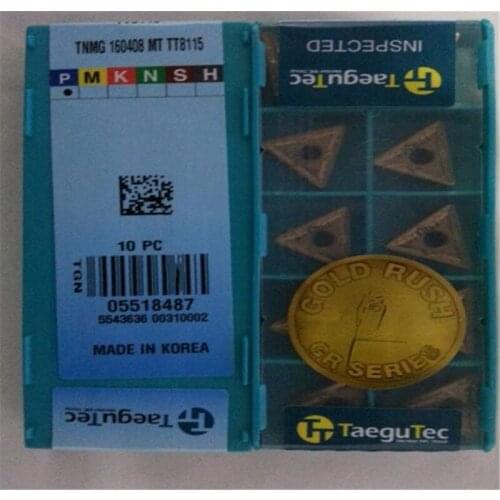 TNMG 160408 MT TT8115
P M K N S H
10 PC
TGN
05518487
5543636 00310002
MADE IN KOREA
TaeguTec
INSPECTED
TaeguTec
GOLD RUSH
GR SERIES
TaeguTec